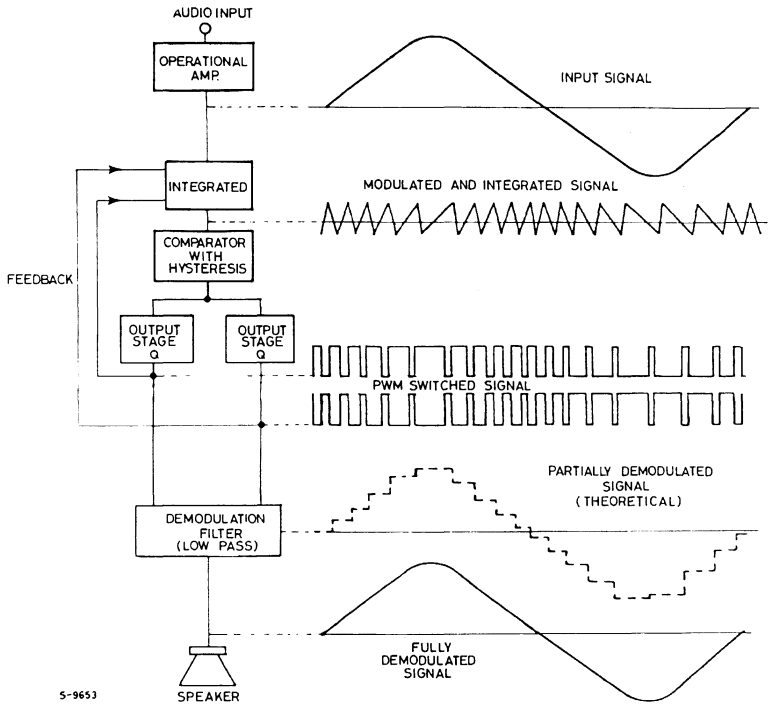 AUDIO INPUT
OPERATIONAL
AMP.
INPUT SIGNAL
INTEGRATED
MODULATED AND INTEGRATED SIGNAL
COMPARATOR
WITH
HYSTERESIS
FEEDBACK
OUTPUT
STAGE
Q
OUTPUT
STAGE
Q
PWM SWITCHED SIGNAL
PARTIALLY DEMODULATED
SIGNAL
(THEORETICAL)
DEMODULATION
FILTER
(LOW PASS)
FULLY
DEMODULATED
SIGNAL
S-9653
SPEAKER